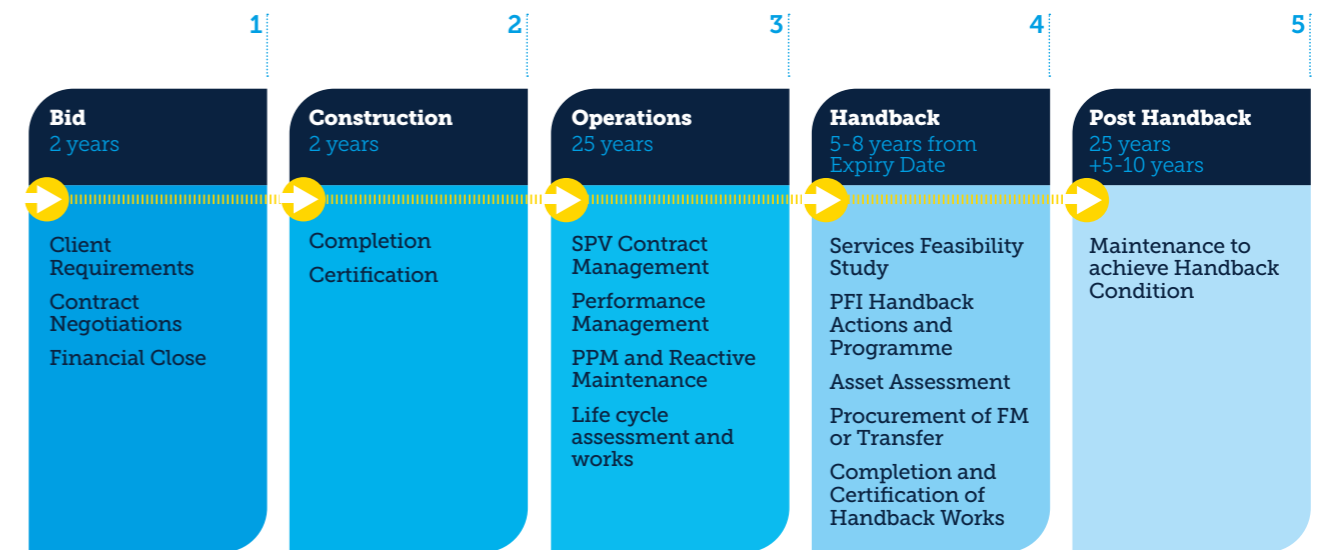 1
2
3
4
5
Bid
2 years
Client
Requirements
Contract
Negotiations
Financial Close
Construction
2 years
Completion
Certification
Operations
25 years
SPV Contract
Management
Performance
Management
PPM and Reactive
Maintenance
Life cycle
assessment and
works
Handback
5-8 years from
Expiry Date
Services Feasibility
Study
PFI Handback
Actions and
Programme
Asset Assessment
Procurement of FM
or Transfer
Completion and
Certification of
Handback Works
Post Handback
25 years
+5-10 years
Maintenance to
achieve Handback
Condition